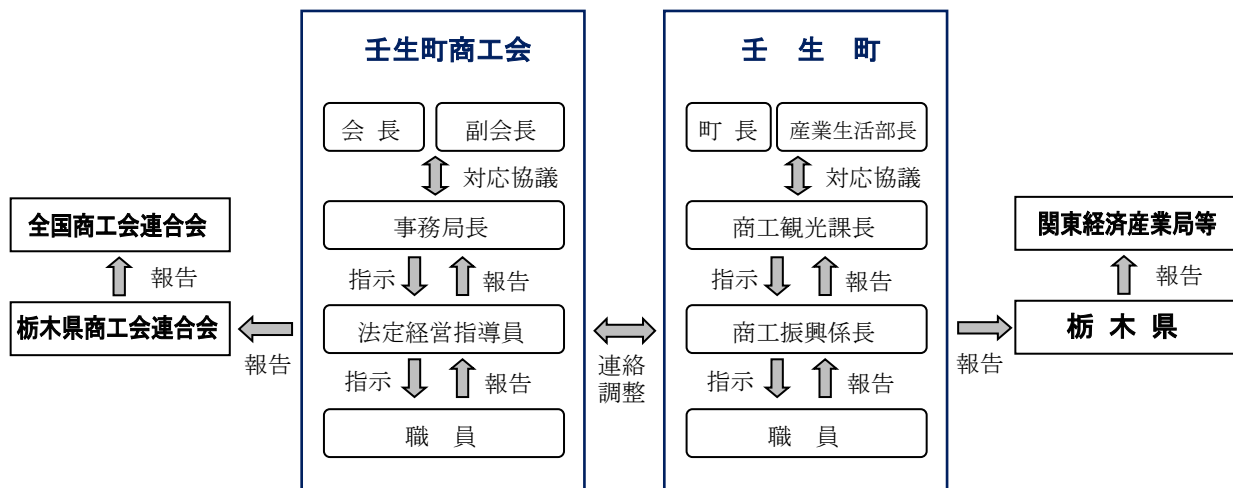 壬生町商工会
壬 生 町
会 長
副会長
町 長
産業生活部長
対応協議
対応協議
全国商工会連合会
事務局長
商工観光課長
関東経済産業局等
報告
指示
報告
指示
報告
報告
栃木県商工会連合会
法定経営指導員
商工振興係長
栃 木 県
報告
連絡
調整
報告
指示
報告
指示
報告
職 員
職 員